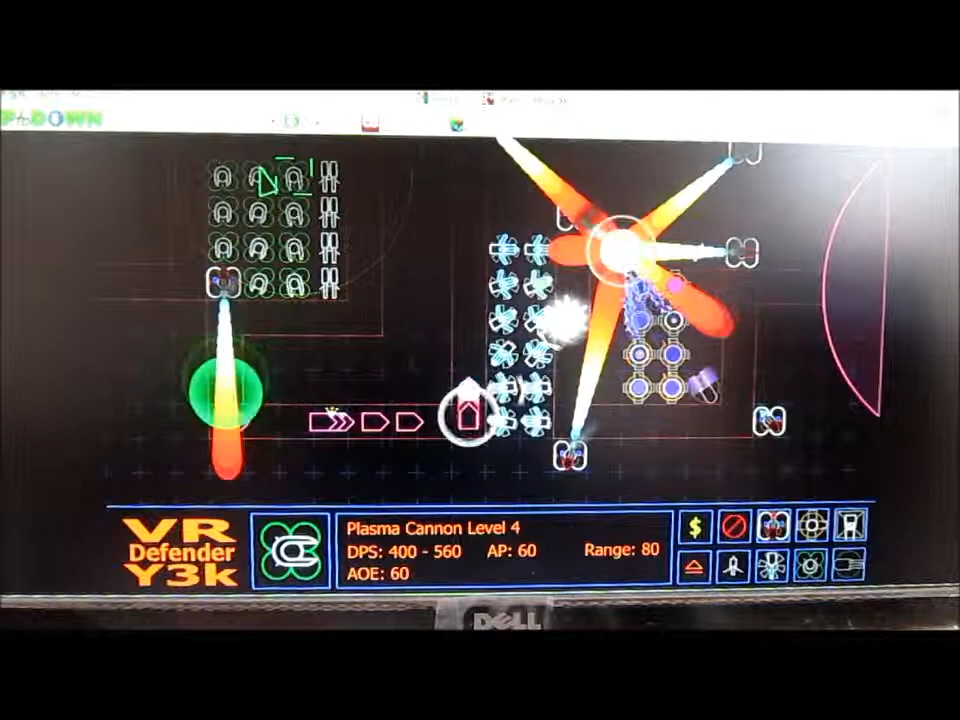 VR
Defender
Y3k
Plasma Cannon Level 4
DPS: 400 - 560 AP: 60 Range: 80
AOE: 60
$
DELL